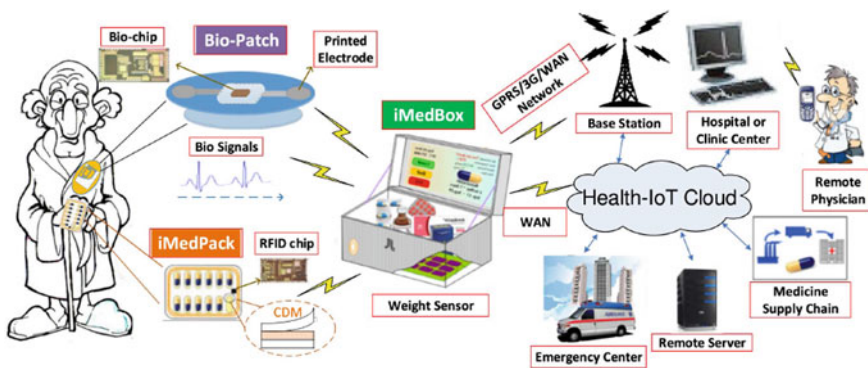 Bio-chip
Bio-Patch
Printed
Electrode
Bio Signals
iMedPack
RFID chip
CDM
iMedBox
Weight Sensor
GPRS/3G/WAN
Network
WAN
Base Station
Hospital or
Clinic Center
Remote
Physician
Health-IoT Cloud
Emergency Center
Remote Server
Medicine
Supply Chain